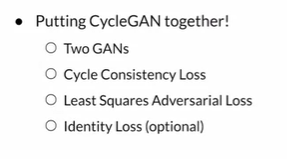 • Putting CycleGAN together!
○ Two GANs
○ Cycle Consistency Loss
○ Least Squares Adversarial Loss
○ Identity Loss (optional)